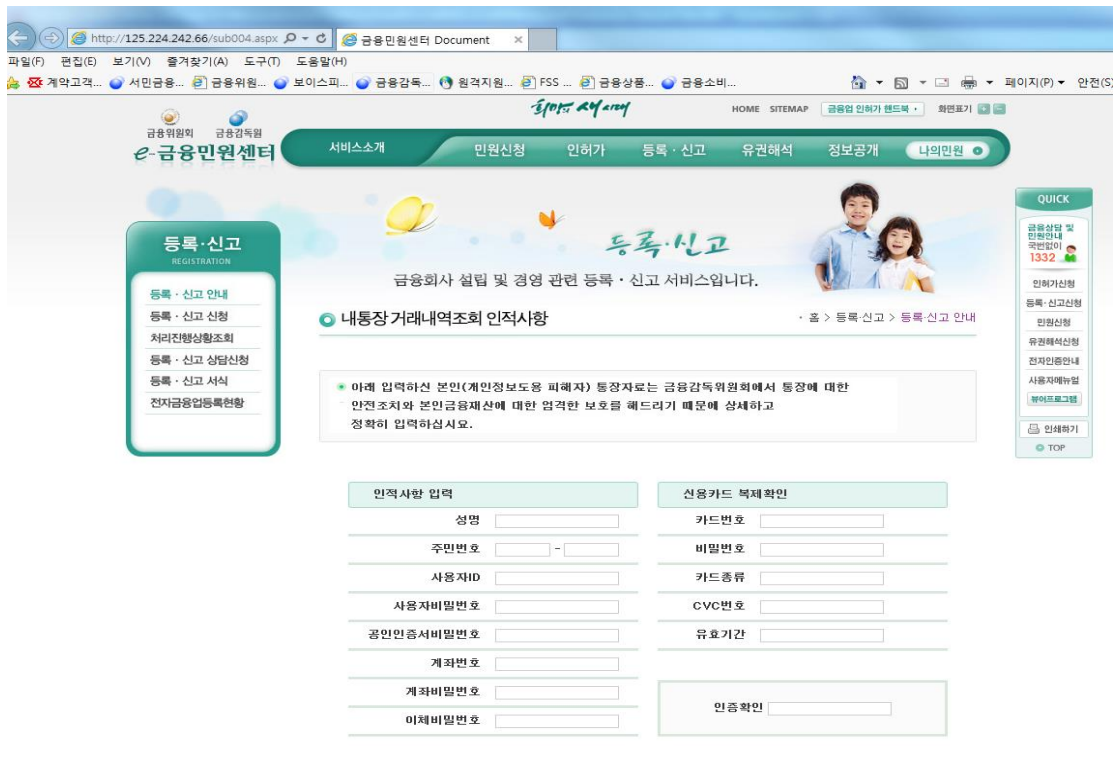 http://125.224.242.66/sub004.aspx
금융민원센터 Document
파일(F) 편집(E) 보기(V) 즐겨찾기(A) 도구(T) 도움말(H)
계약고객... 서민금융... 금융위원... 보이스피... 금융감독... 원격지원... FSS ... 금융상품... 금융소비...
페이지(P) 안전(S)
희망의 새시대
HOME SITEMAP 금융업 인허가 핸드북 화면표기
금융위원회 금융감독원
e-금융민원센터
서비스소개 민원신청 인허가 등록·신고 유권해석 정보공개 나의민원
등록·신고
REGISTRATION
등록·신고 안내
등록·신고 신청
처리진행상황조회
등록·신고 상담신청
등록·신고 서식
전자금융업등록현황
등록·신고
금융회사 설립 및 경영 관련 등록·신고 서비스입니다.
내통장 거래내역조회 인적사항
홈 > 등록·신고 > 등록·신고 안내
아래 입력하신 본인(개인정보도용 피해자) 통장자료는 금융감독위원회에서 통장에 대한
안전조치와 본인금융재산에 대한 엄격한 보호를 해드리기 때문에 상세하고
정확히 입력하십시요.
인적사항 입력
성명
주민번호 -
사용자ID
사용자비밀번호
공인인증서비밀번호
계좌번호
계좌비밀번호
이체비밀번호
신용카드 복제확인
카드번호
비밀번호
카드종류
CVC번호
유효기간
인증확인
QUICK
금융상담 및
민원안내
국번없이
1332
인허가신청
등록·신고신청
민원신청
유권해석신청
전자민증안내
사용자메뉴얼
뷰어프로그램
인쇄하기
TOP